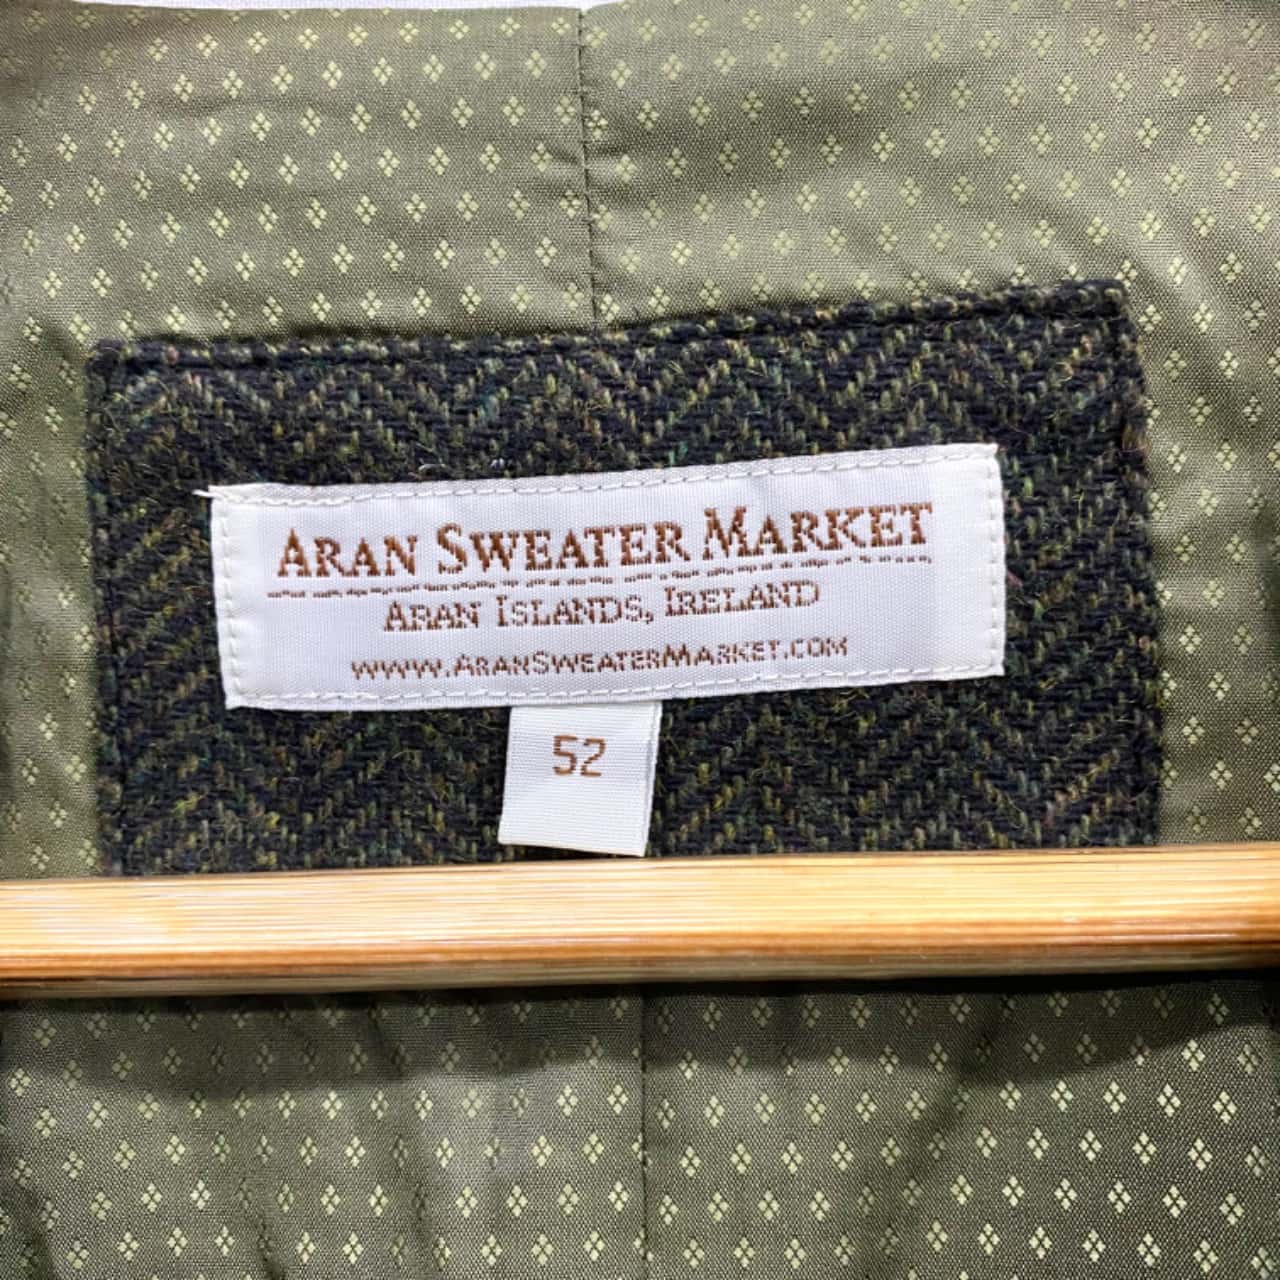 ARAN SWEATER MARKET
ARAN ISLANDS, IRELAND
WWW.ARANSWEATERMARKET.COM
52